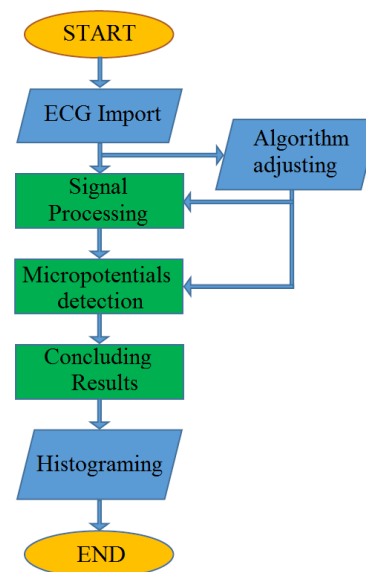 START
ECG Import
Algorithm
adjusting
Signal
Processing
Micropotentials
detection
Concluding
Results
Histograming
END